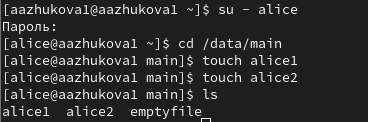 [aazhukova1@aazhukova1 ~]$ su - alice
Пароль:
[alice@aazhukova1 ~]$ cd /data/main
[alice@aazhukova1 main]$ touch alice1
[alice@aazhukova1 main]$ touch alice2
[alice@aazhukova1 main]$ ls
alice1  alice2  emptyfile